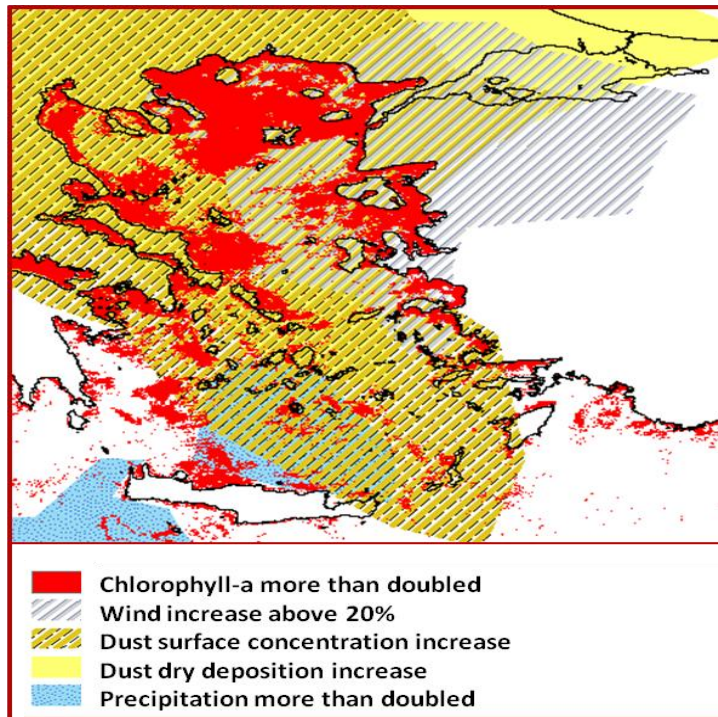 Chlorophyll-a more than doubled
Wind increase above 20%
Dust surface concentration increase
Dust dry deposition increase
Precipitation more than doubled